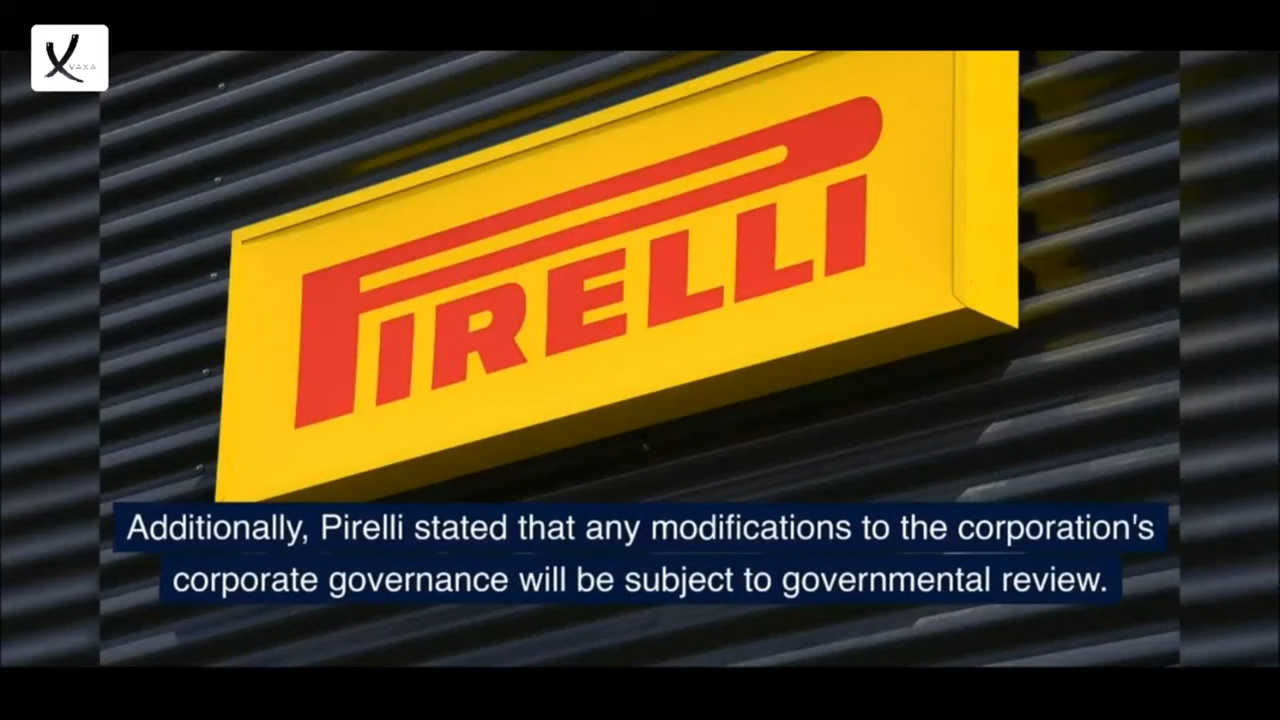 VAXA
PIRELLI
Additionally, Pirelli stated that any modifications to the corporation's
corporate governance will be subject to governmental review.